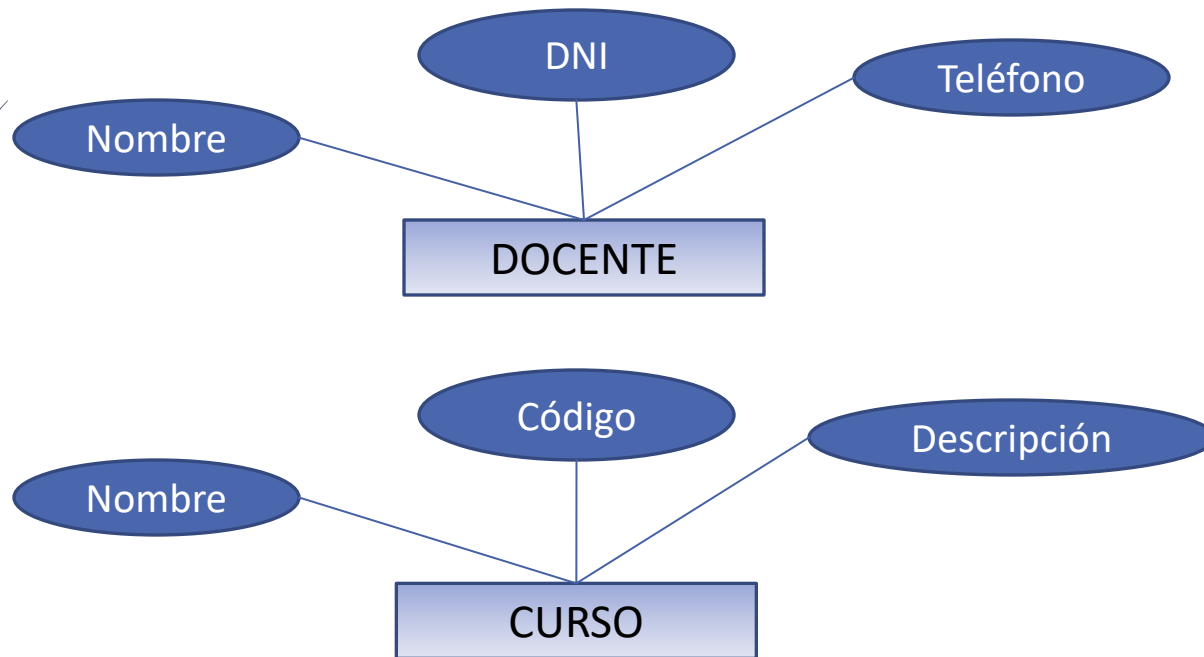 DNI
Teléfono
Nombre
DOCENTE
Código
Descripción
Nombre
CURSO